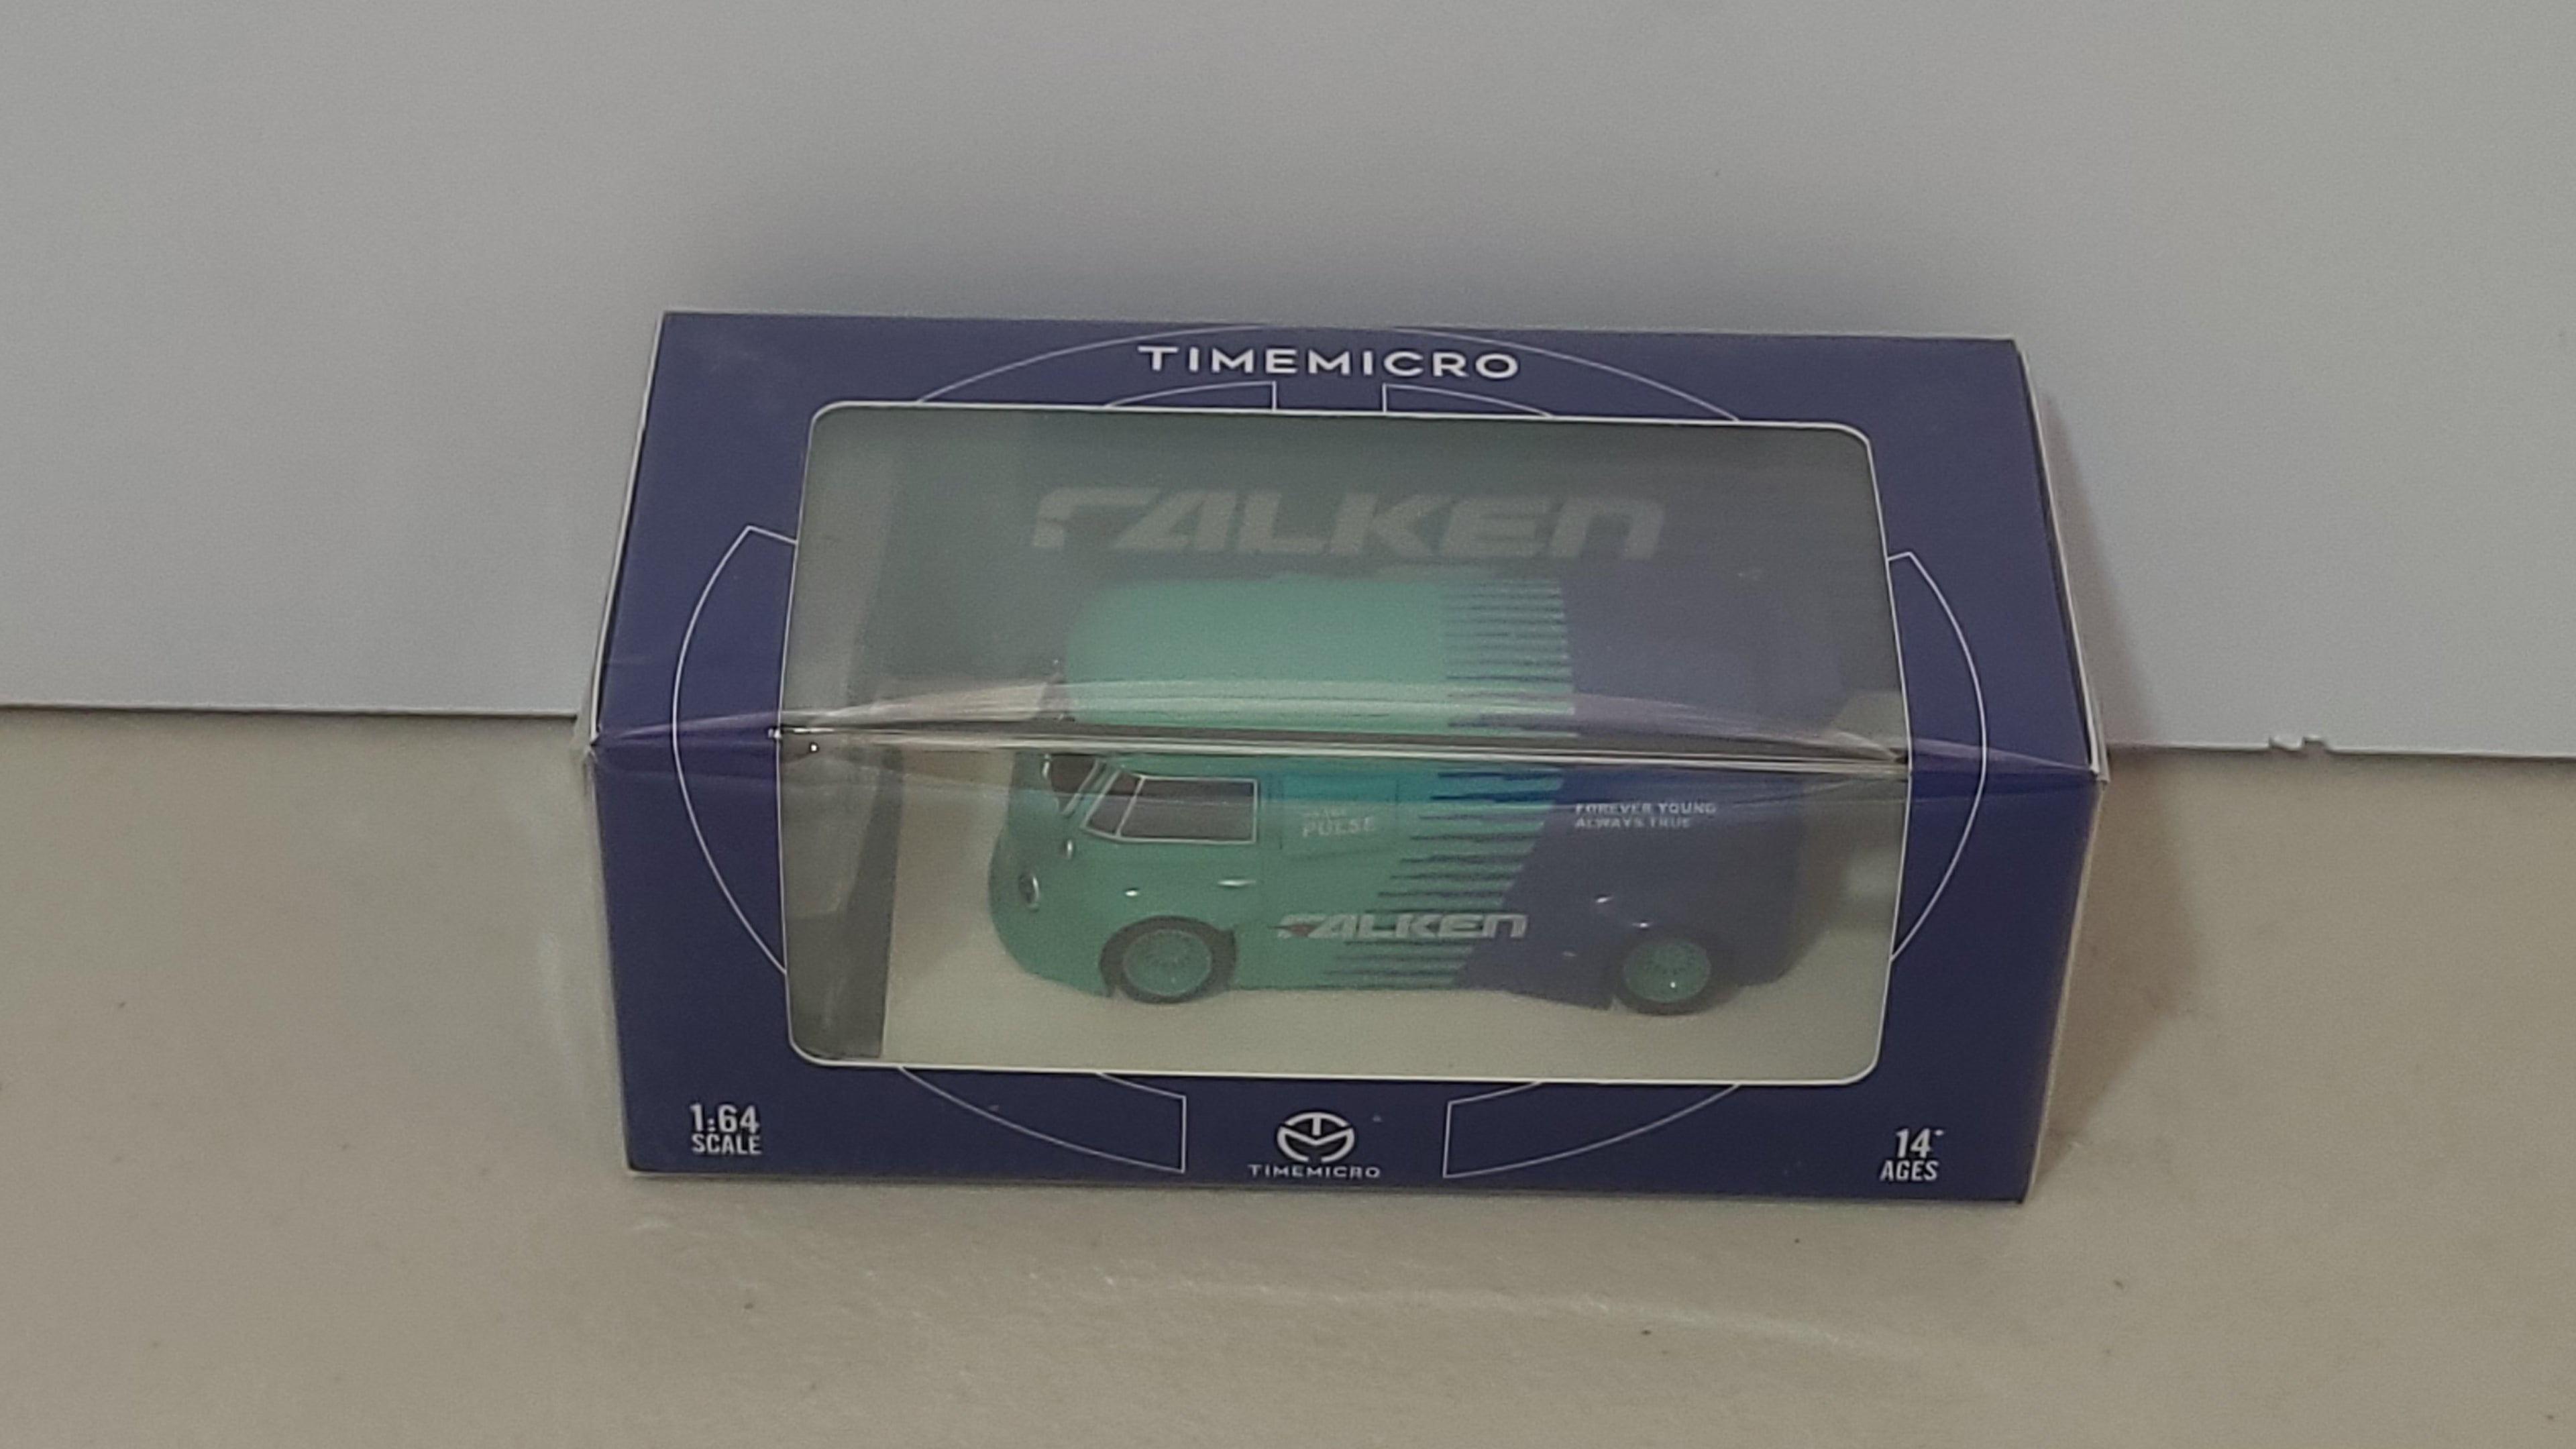 TIMEMICRO
FALKEN
PULSE
FOREVER YOUNG
ALWAYS TRUE
FALKEN
1:64
SCALE
TIMEMICRO
14+
AGES